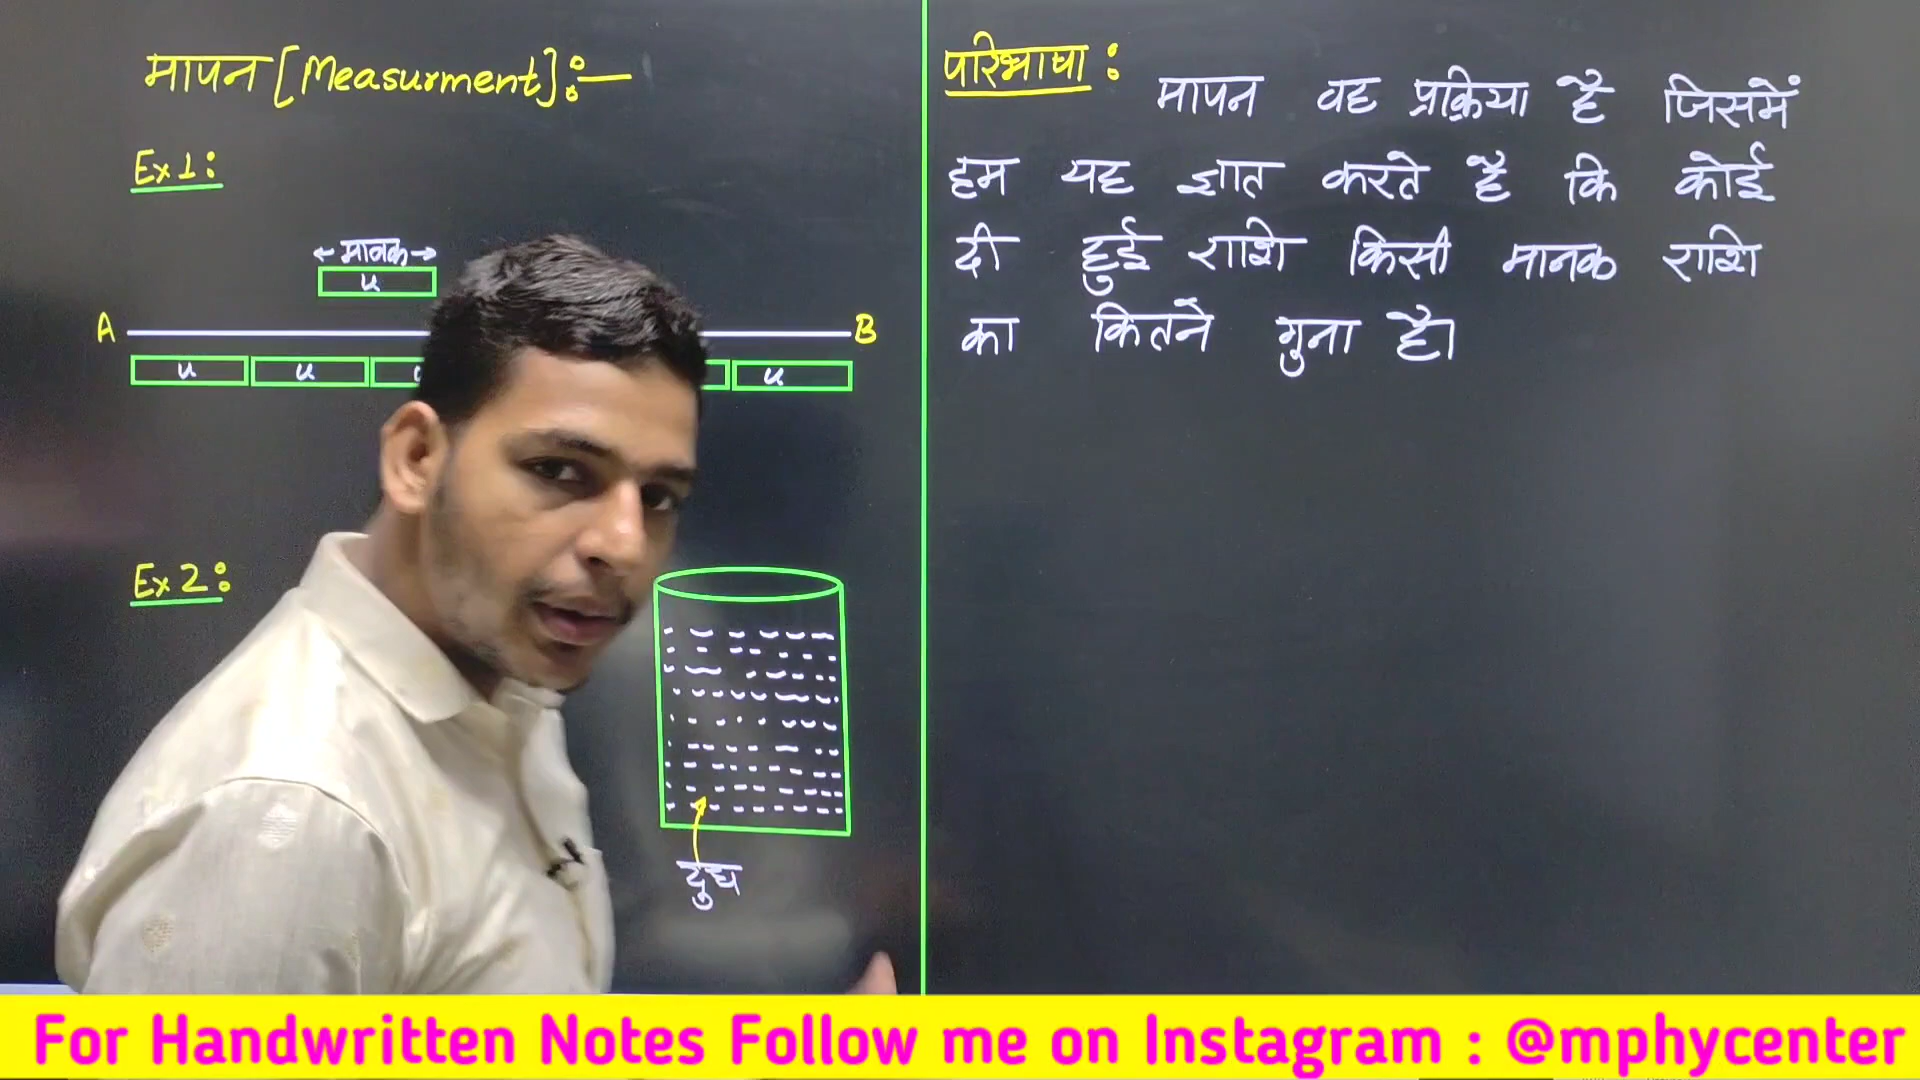 मापन [Measurment]:—
Ex 1:
← मानक →
u
A B
u u u
Ex 2:
दुध
परिभाषा :
मापन वह प्रक्रिया है जिसमें
हम यह ज्ञात करते है कि कोई
दी हुई राशि किसी मानक राशि
का कितने गुना है।
For Handwritten Notes Follow me on Instagram : @mphycenter